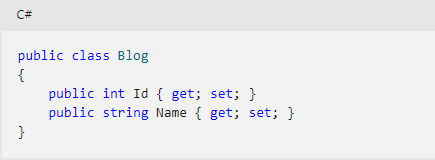 C#
public class Blog
{
    public int Id { get; set; }
    public string Name { get; set; }
}